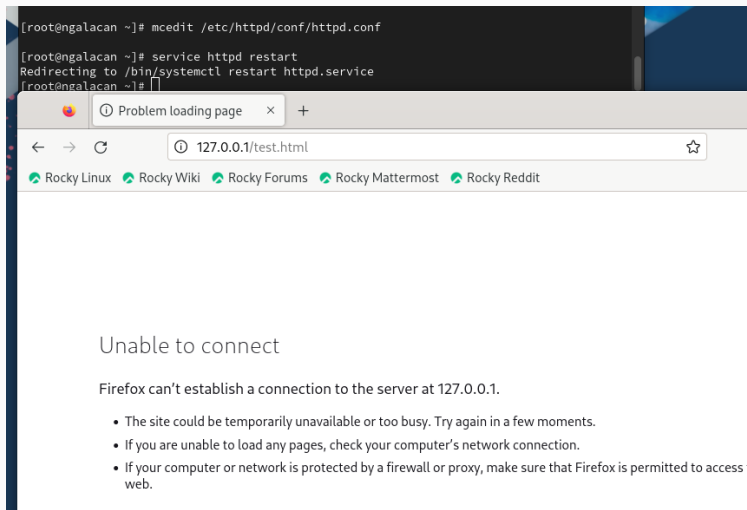 [root@ngalacan ~]# mcedit /etc/httpd/conf/httpd.conf
[root@ngalacan ~]# service httpd restart
Redirecting to /bin/systemctl restart httpd.service
[root@ngalacan ~]#
Problem loading page × +
127.0.0.1/test.html
Rocky Linux Rocky Wiki Rocky Forums Rocky Mattermost Rocky Reddit
Unable to connect
Firefox can’t establish a connection to the server at 127.0.0.1.
• The site could be temporarily unavailable or too busy. Try again in a few moments.
• If you are unable to load any pages, check your computer’s network connection.
• If your computer or network is protected by a firewall or proxy, make sure that Firefox is permitted to access
web.